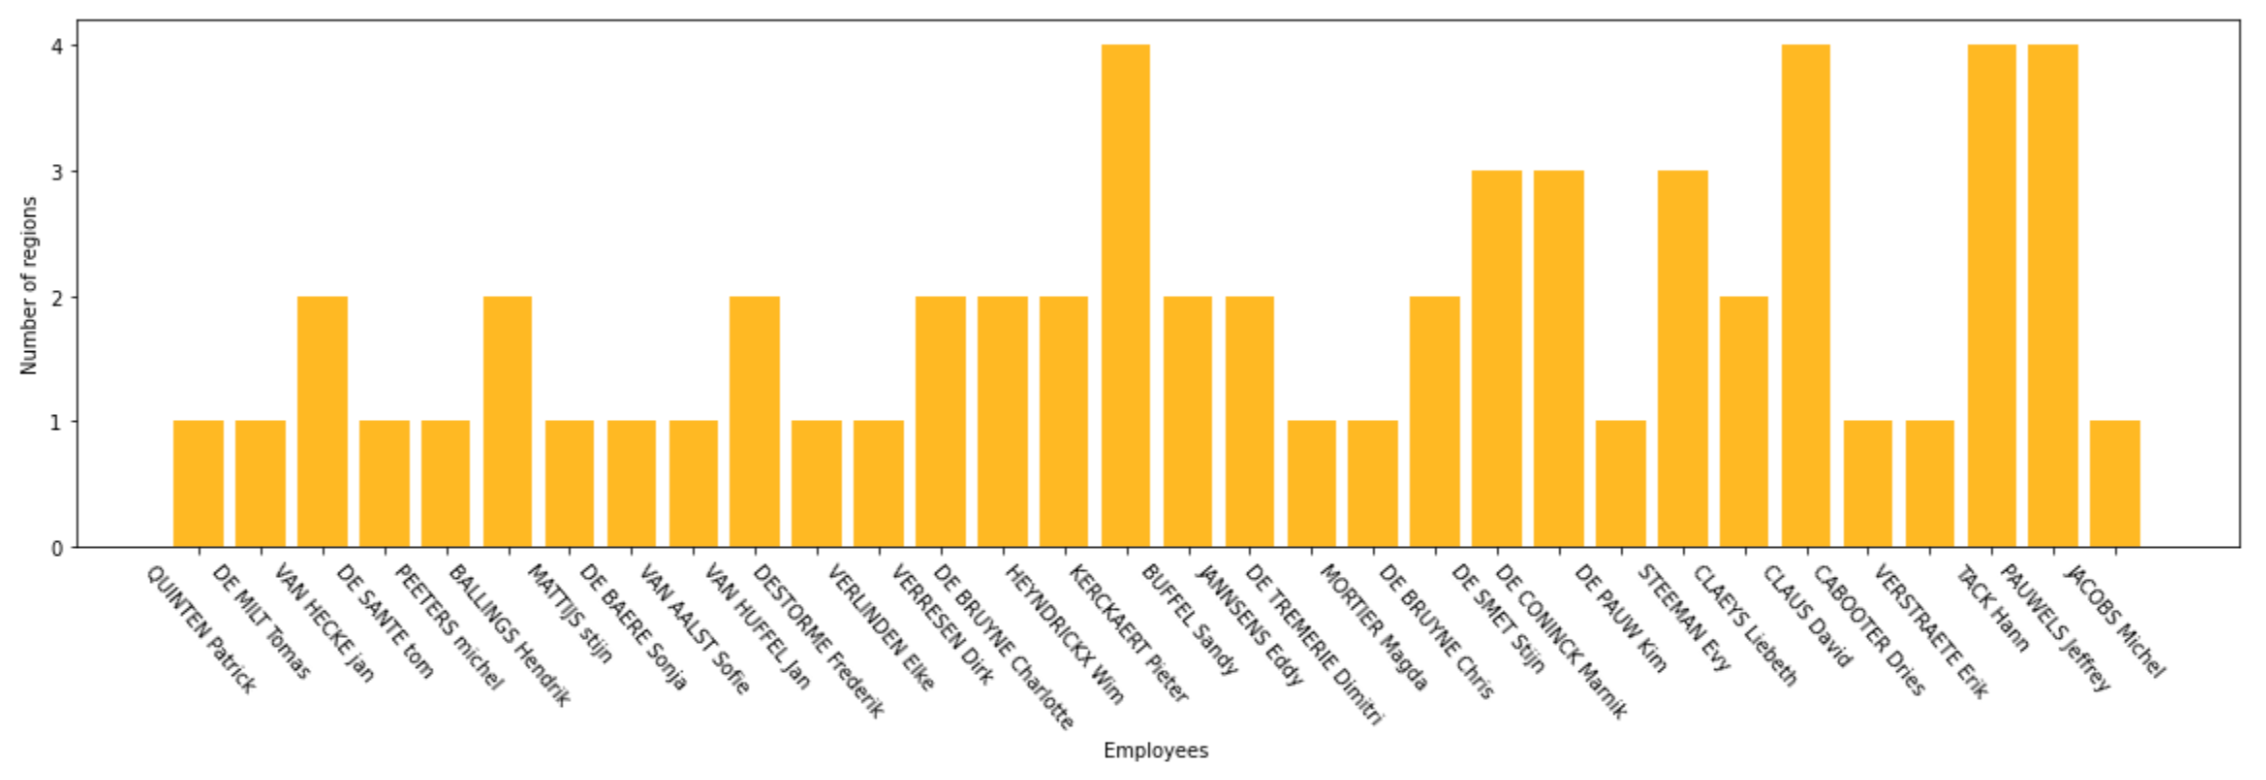 Number of regions
4
3
2
1
0
QUINTEN Patrick
DE MILT Tomas
VAN HECKE jan
DE SANTE tom
PEETERS michel
BALLINGS Hendrik
MATTIJS stijn
DE BAERE Sonja
VAN AALST Sofie
VAN HUFFEL Jan
DESTORME Frederik
VERLINDEN Elke
VERRESEN Dirk
DE BRUYNE Charlotte
HEYNDRICKX Wim
KERCKAERT Pieter
BUFFEL Sandy
JANNSENS Eddy
DE TREMERIE Dimitri
MORTIER Magda
DE BRUYNE Chris
DE SMET Stijn
DE CONINCK Marnik
DE PAUW Kim
STEEMAN Evy
CLAEYS Liebeth
CLAUS David
CABOOTER Dries
VERSTRAETE Erik
TACK Hann
PAUWELS Jeffrey
JACOBS Michel
Employees